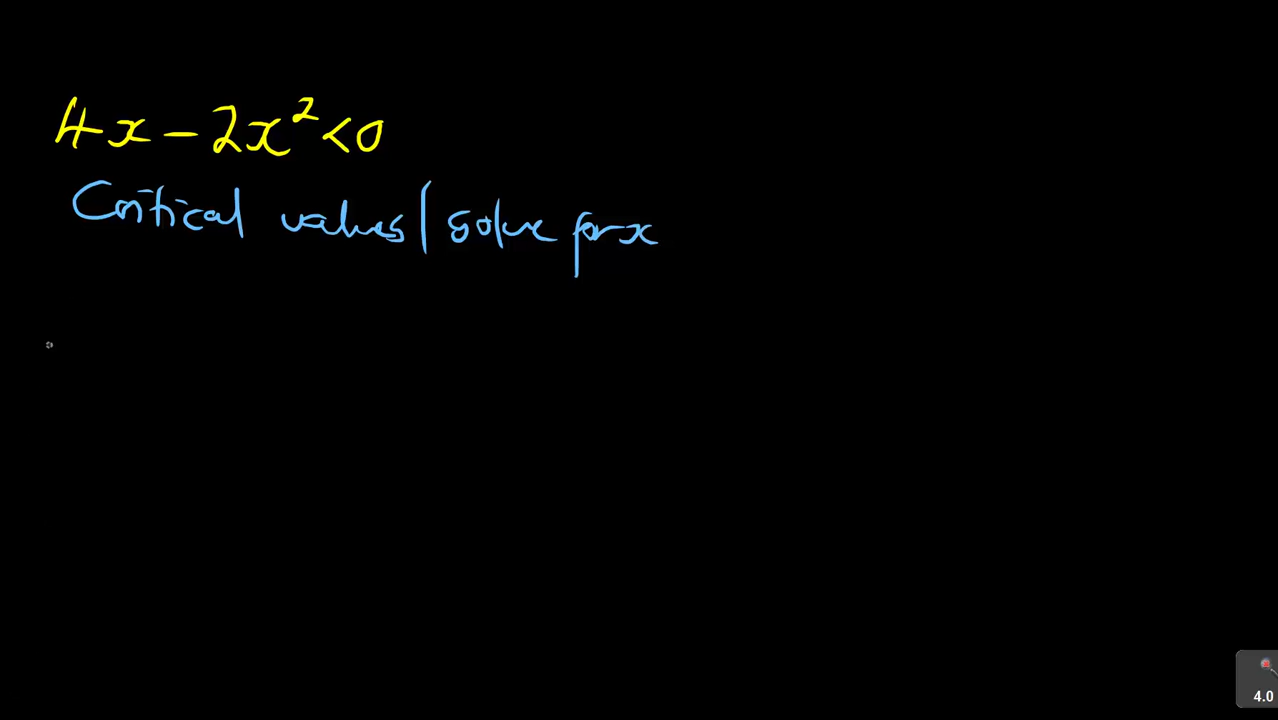 4x - 2x² < 0
Critical values / solve for x
4.0